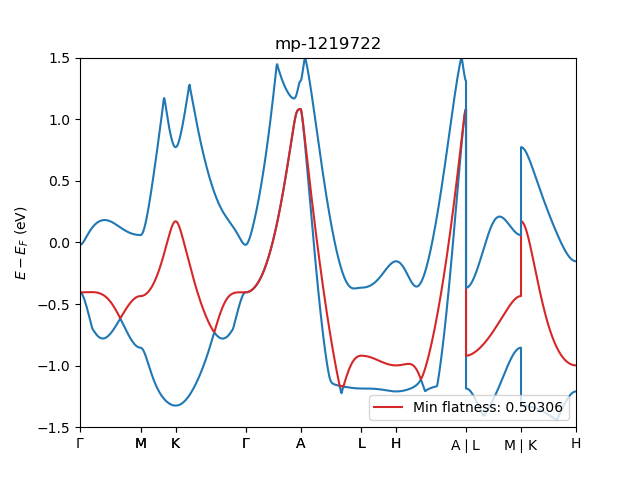 mp-1219722
E − E_F (eV)
1.5
1.0
0.5
0.0
−0.5
−1.0
−1.5
Min flatness: 0.50306
Γ M K Γ A L H A | L M | K H